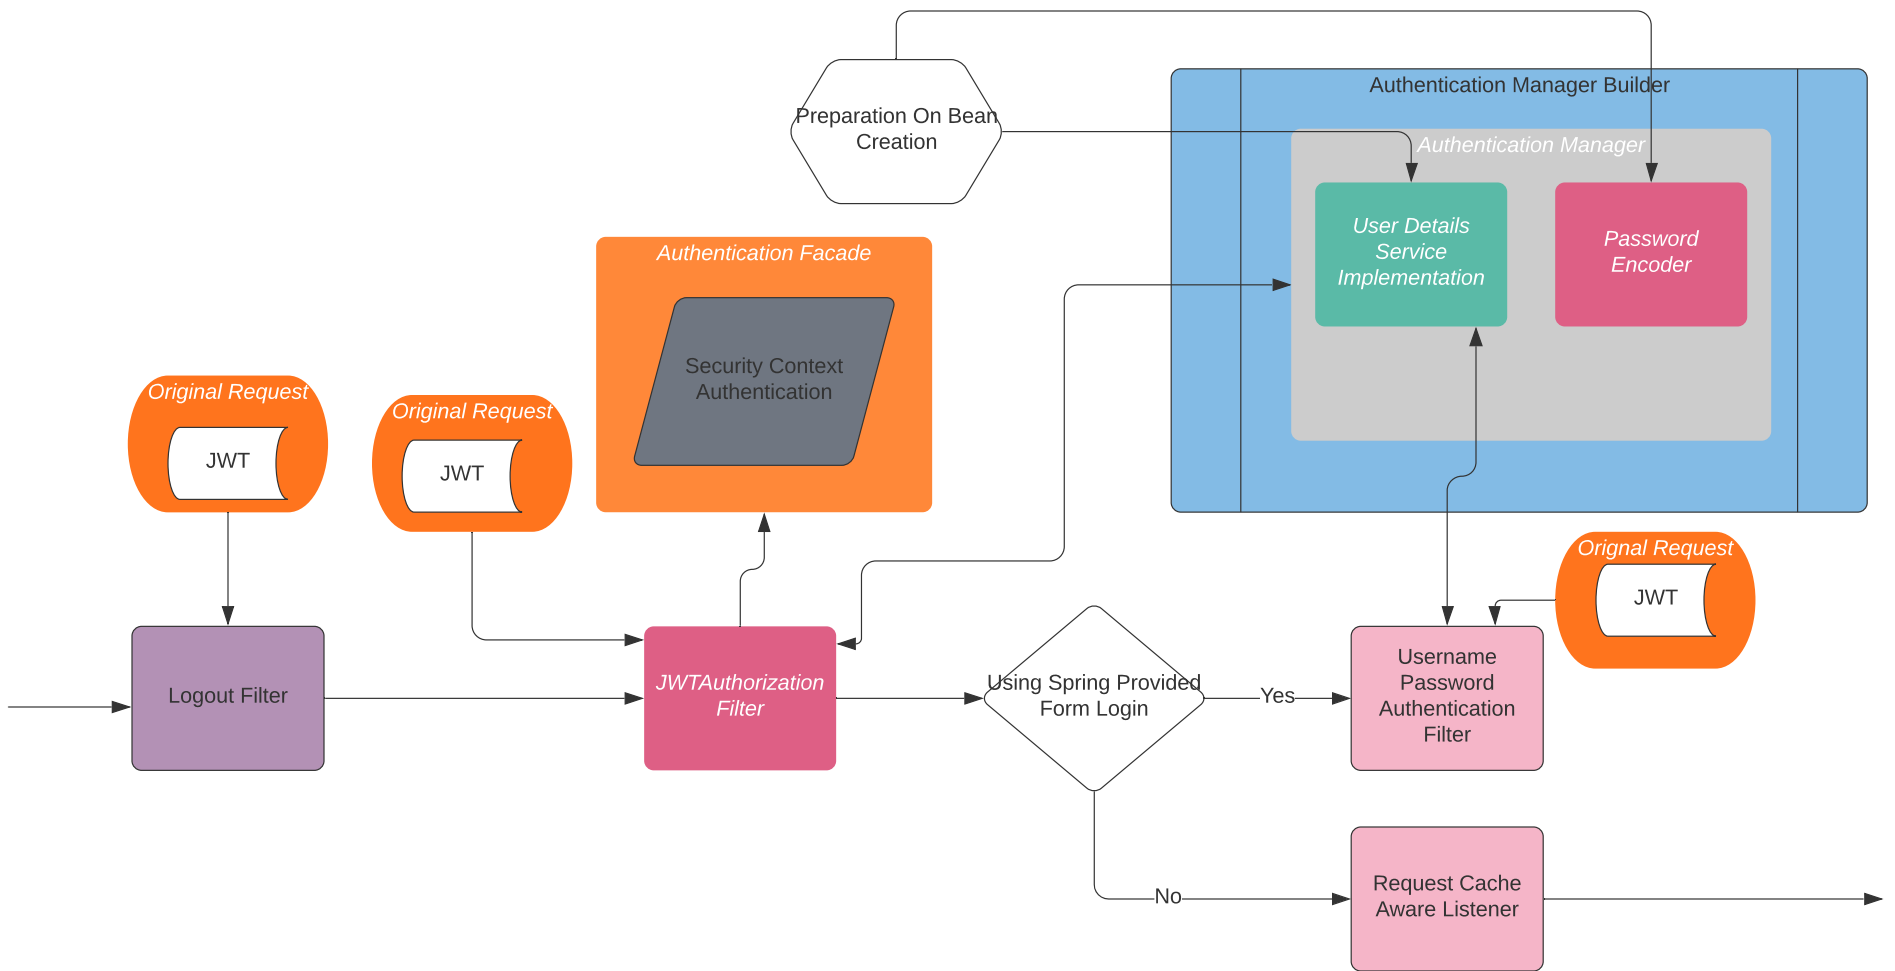 Preparation On Bean
Creation
Authentication Manager Builder
Authentication Manager
User Details
Service
Implementation
Password
Encoder
Authentication Facade
Security Context
Authentication
Original Request
JWT
Original Request
JWT
Orignal Request
JWT
Logout Filter
JWTAuthorization
Filter
Using Spring Provided
Form Login
Yes
Username
Password
Authentication
Filter
No
Request Cache
Aware Listener